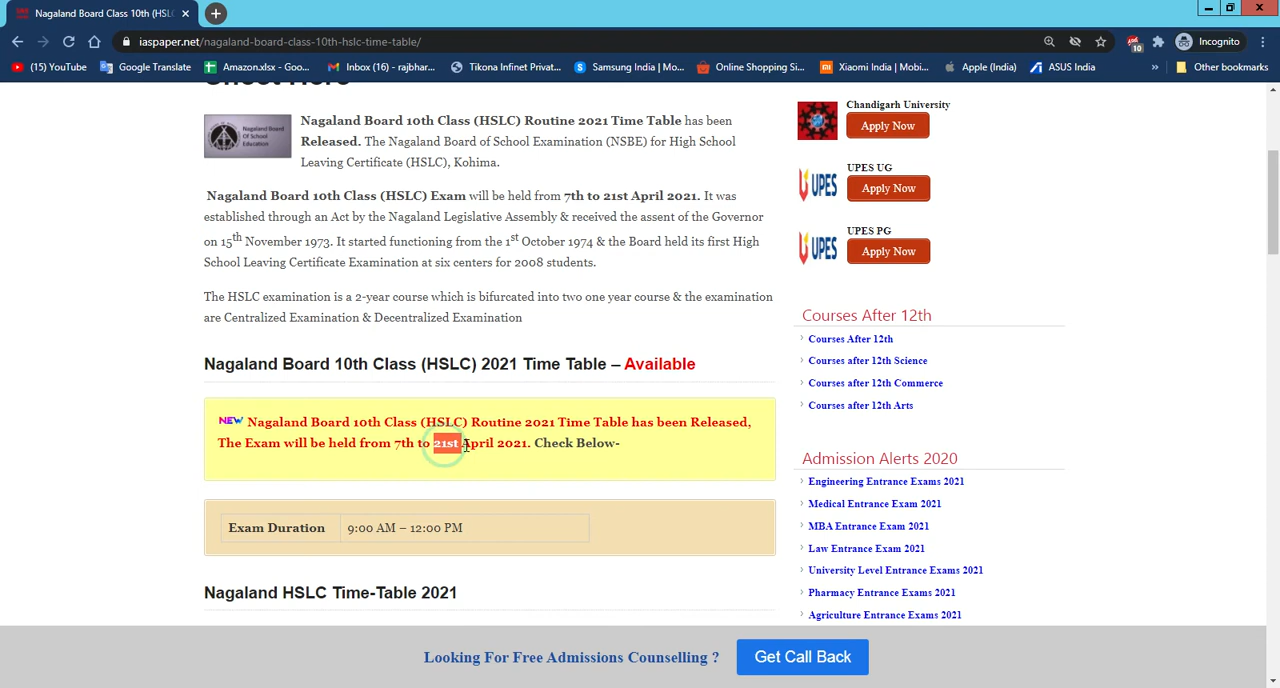 Nagaland Board Class 10th (HSL
iaspaper.net/nagaland-board-class-10th-hslc-time-table/
10
Incognito
(15) YouTube
Google Translate
Amazon.xlsx - Goo...
Inbox (16) - rajbhar...
Tikona Infinet Privat...
Samsung India | Mo...
Online Shopping Si...
Xiaomi India | Mobi...
Apple (India)
ASUS India
»
Other bookmarks
Nagaland Board
Of School
Education
Nagaland Board 10th Class (HSLC) Routine 2021 Time Table has been
Released. The Nagaland Board of School Examination (NSBE) for High School
Leaving Certificate (HSLC), Kohima.
Nagaland Board 10th Class (HSLC) Exam will be held from 7th to 21st April 2021. It was
established through an Act by the Nagaland Legislative Assembly & received the assent of the Governor
on 15th November 1973. It started functioning from the 1st October 1974 & the Board held its first High
School Leaving Certificate Examination at six centers for 2008 students.
The HSLC examination is a 2-year course which is bifurcated into two one year course & the examination
are Centralized Examination & Decentralized Examination
Nagaland Board 10th Class (HSLC) 2021 Time Table – Available
NEW Nagaland Board 10th Class (HSLC) Routine 2021 Time Table has been Released,
The Exam will be held from 7th to 21st April 2021. Check Below-
Exam Duration 9:00 AM – 12:00 PM
Nagaland HSLC Time-Table 2021
Chandigarh University
Apply Now
UPES
UPES UG
Apply Now
UPES
UPES PG
Apply Now
Courses After 12th
Courses After 12th
Courses after 12th Science
Courses after 12th Commerce
Courses after 12th Arts
Admission Alerts 2020
Engineering Entrance Exams 2021
Medical Entrance Exam 2021
MBA Entrance Exam 2021
Law Entrance Exam 2021
University Level Entrance Exams 2021
Pharmacy Entrance Exams 2021
Agriculture Entrance Exams 2021
Looking For Free Admissions Counselling ?
Get Call Back